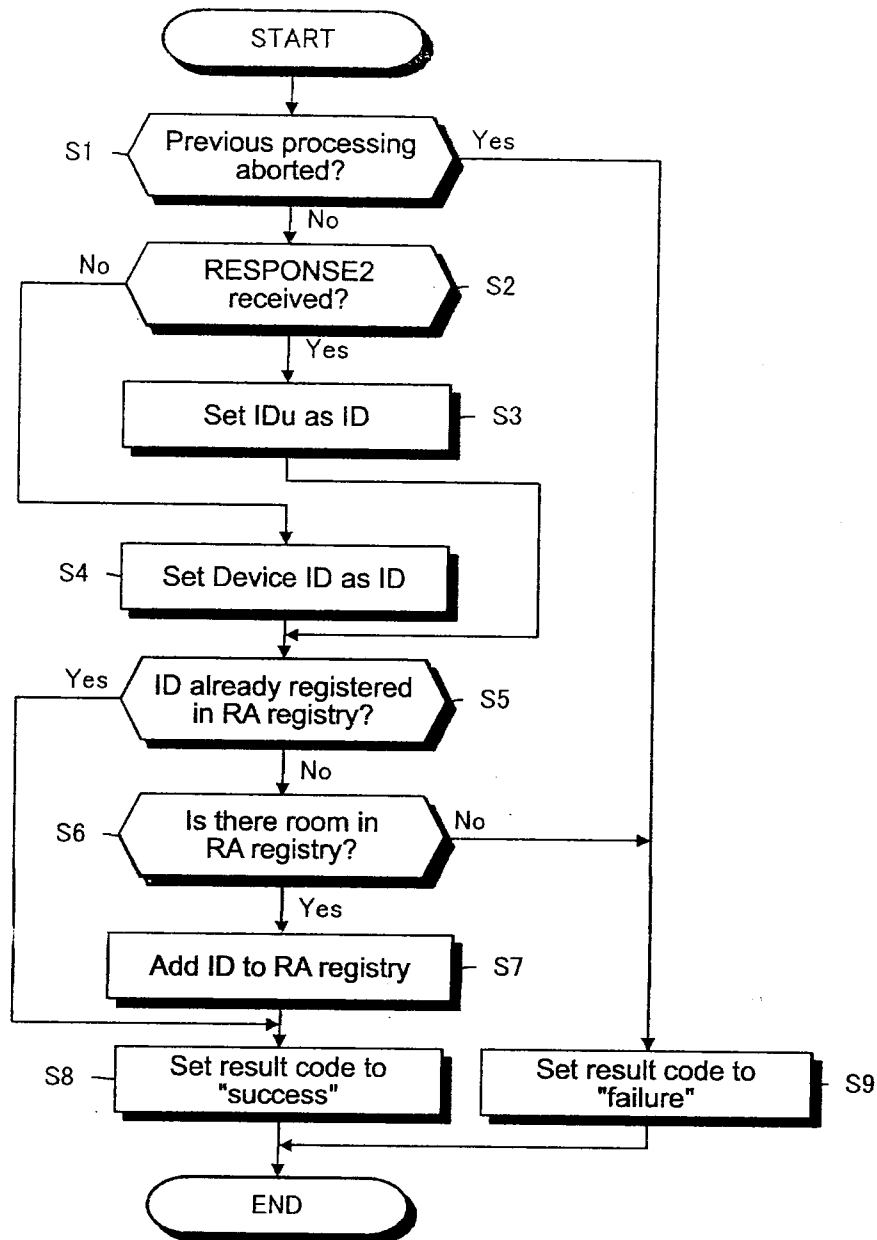 START
Previous processing
aborted?
S1
Yes
No
RESPONSE2
received?
No
S2
Yes
Set IDu as ID
S3
Set Device ID as ID
S4
ID already registered
in RA registry?
Yes
S5
No
Is there room in
RA registry?
S6
No
Yes
Add ID to RA registry
S7
Set result code to
"success"
S8
Set result code to
"failure"
S9
END